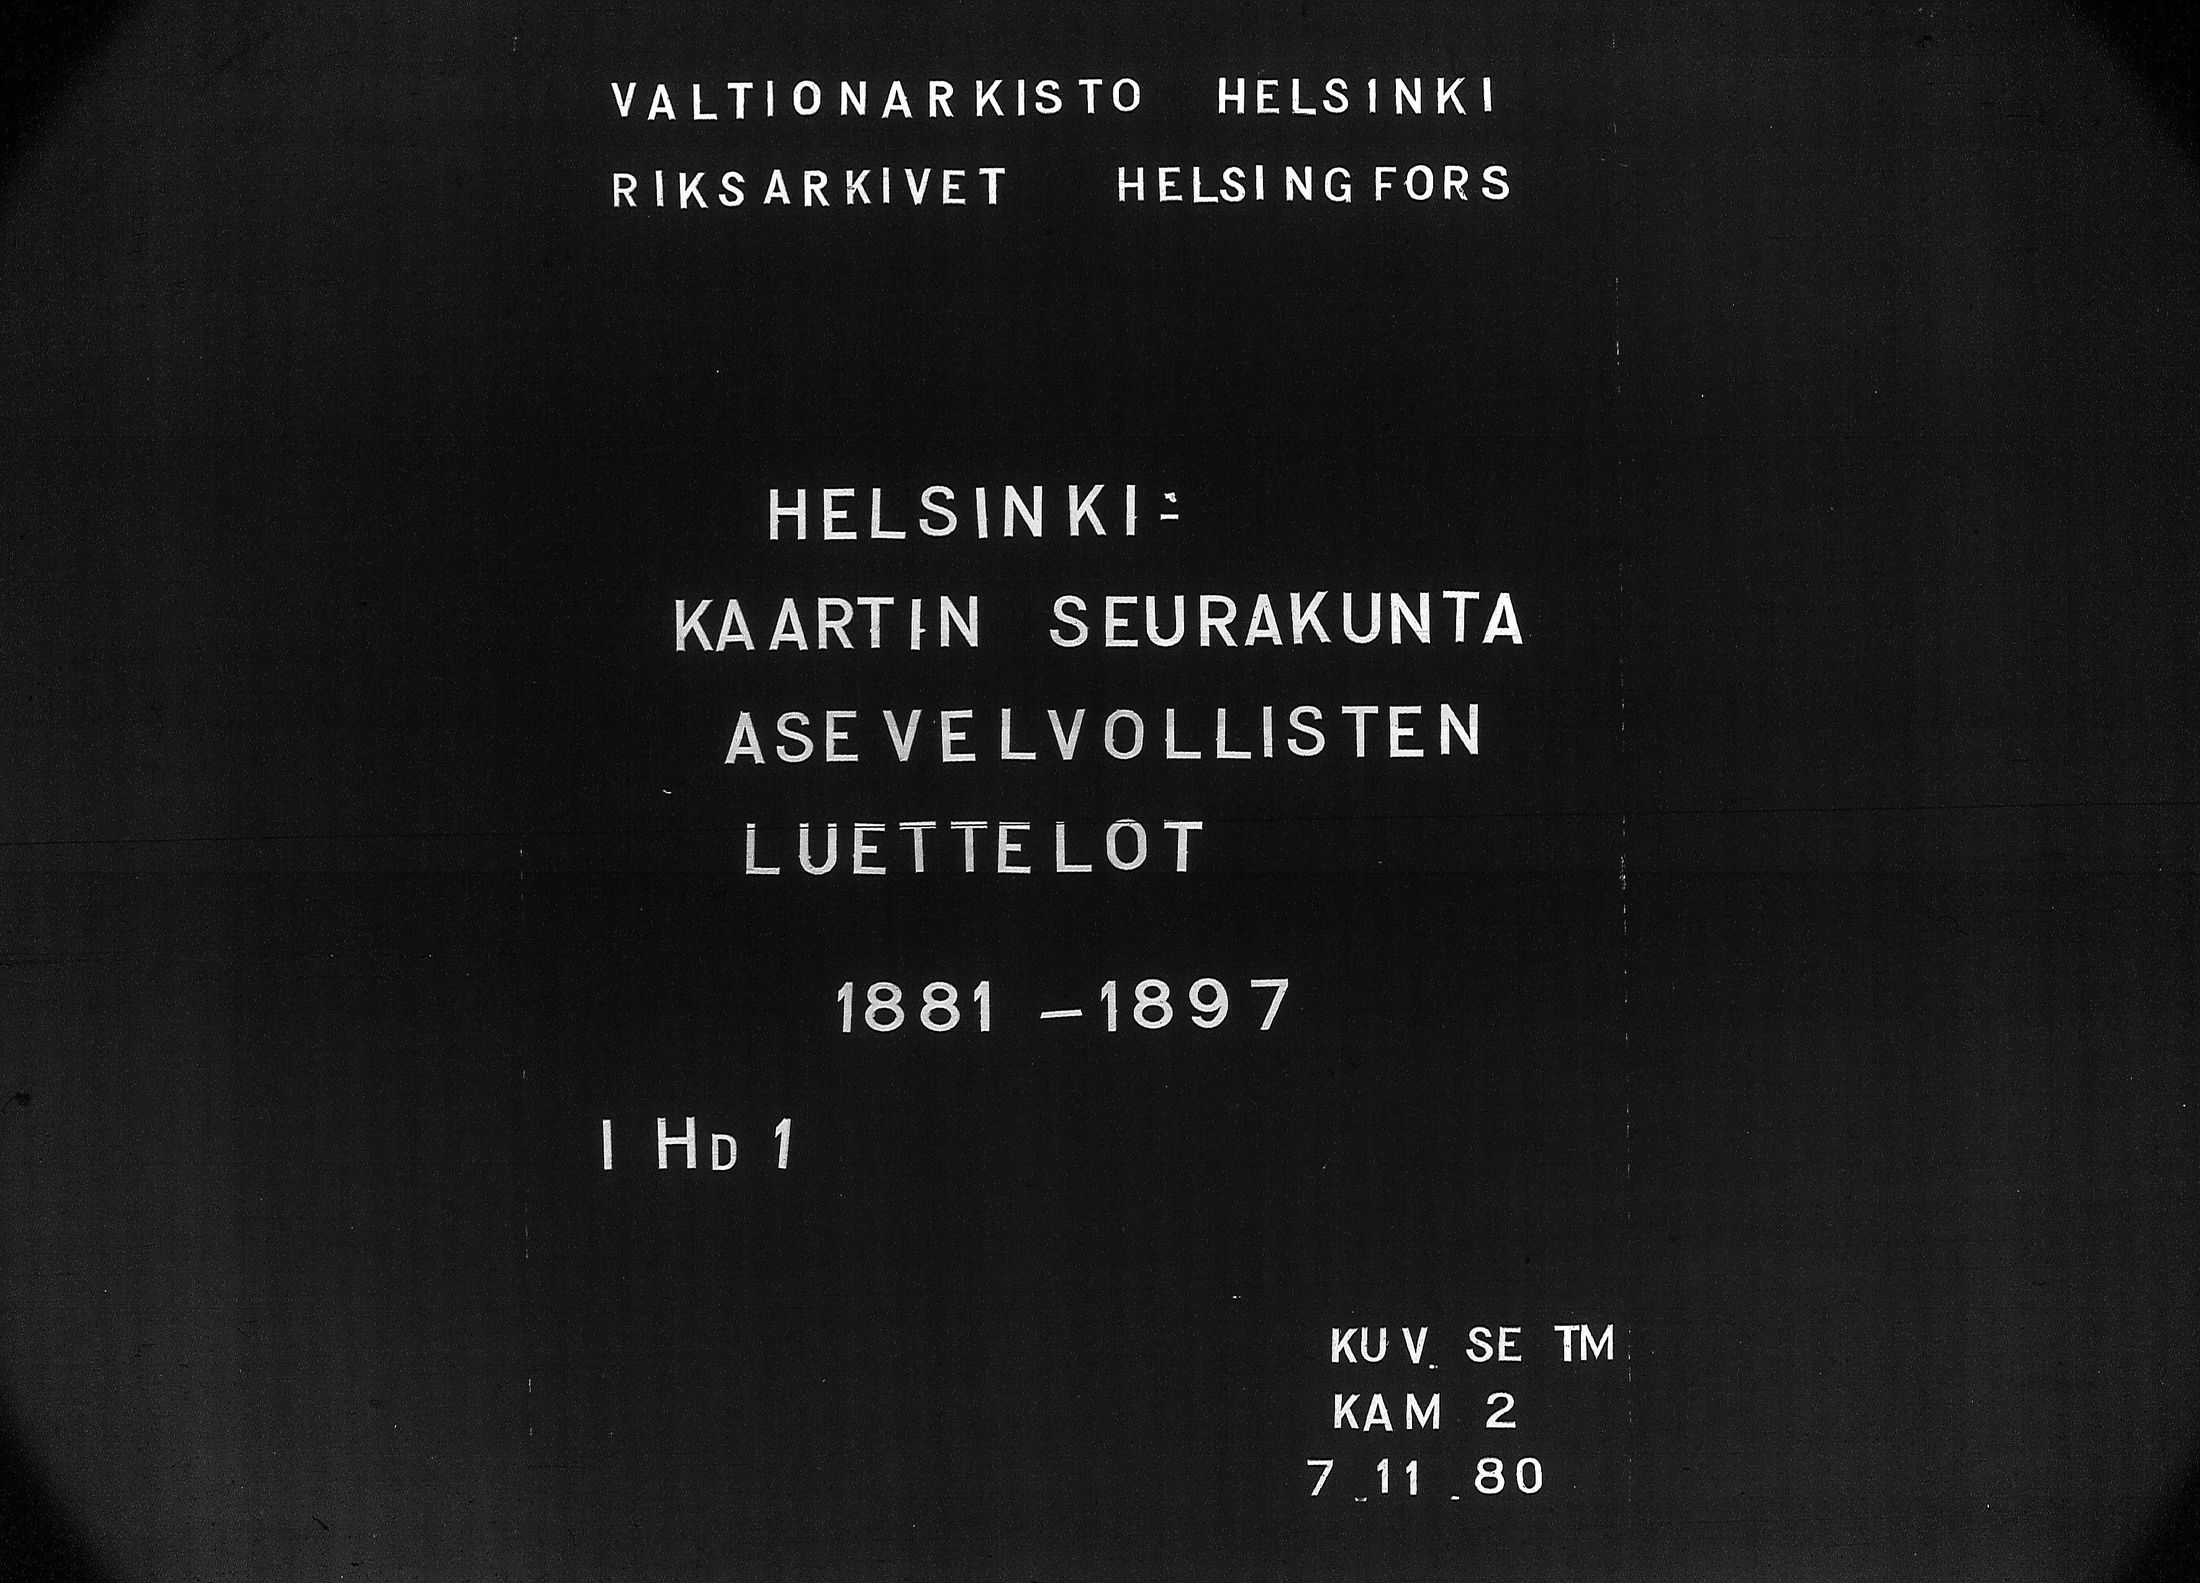 VALTIONARKISTO HELSINKI
RIKSARKIVET HELSINGFORS
HELSINKI:
KAARTIN SEURAKUNTA
ASEVELVOLLISTEN
LUETTELOT
1881-1897
I HD 1
KUV. SE TM
KAM 2
7.11.80